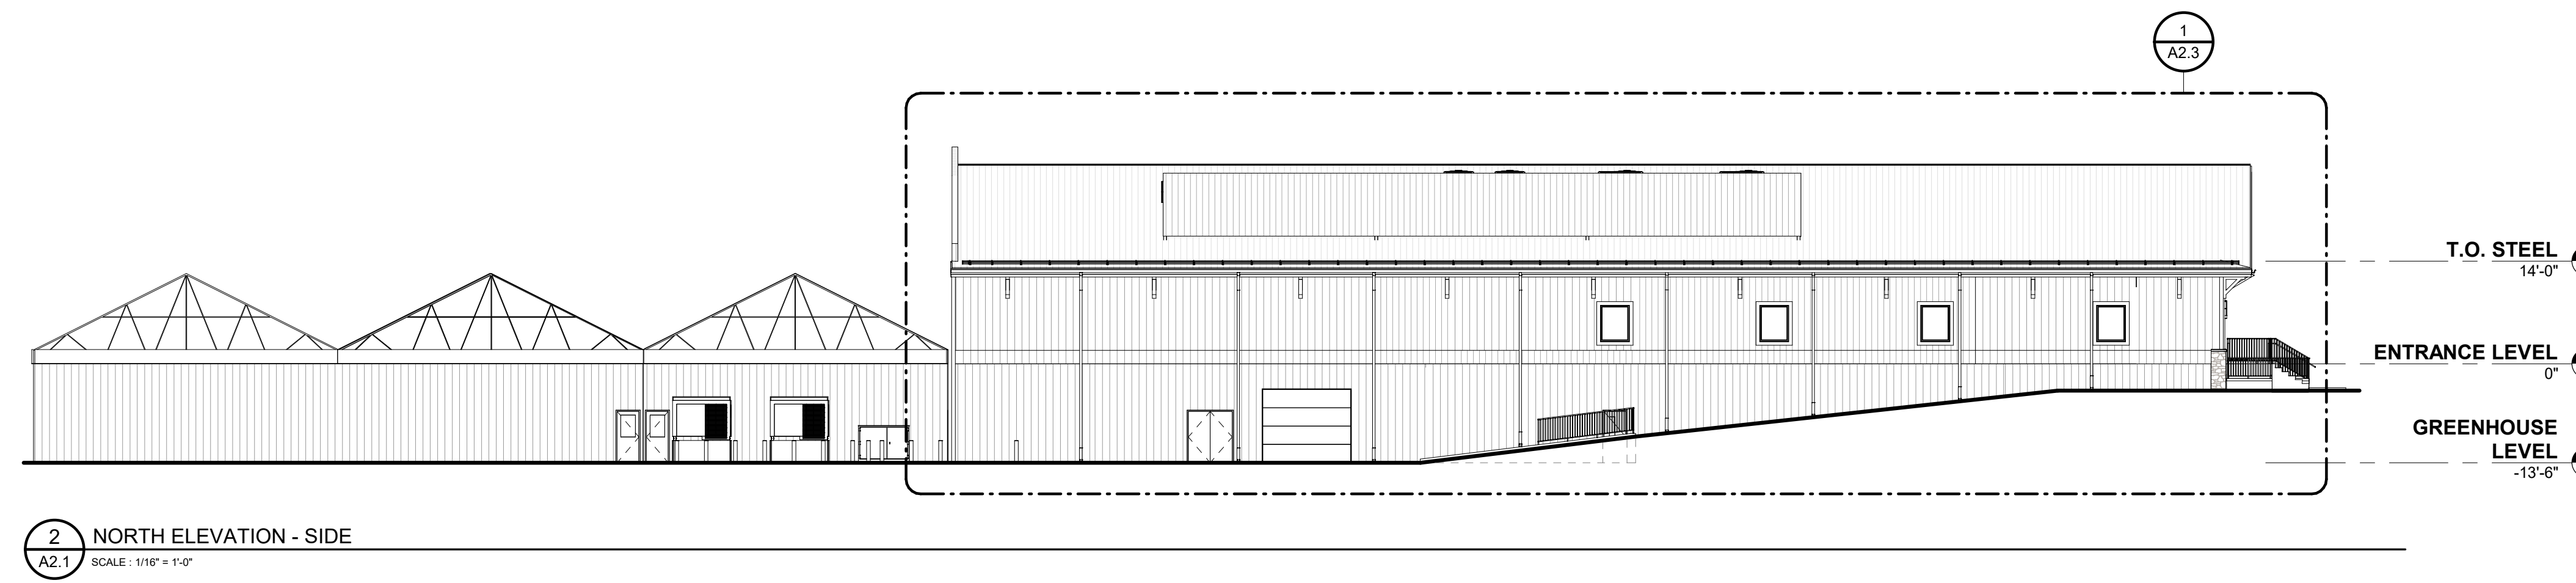 1
A2.3
T.O. STEEL
14'-0"
ENTRANCE LEVEL
0"
GREENHOUSE
LEVEL
-13'-6"
2
NORTH ELEVATION - SIDE
A2.1
SCALE : 1/16" = 1'-0"